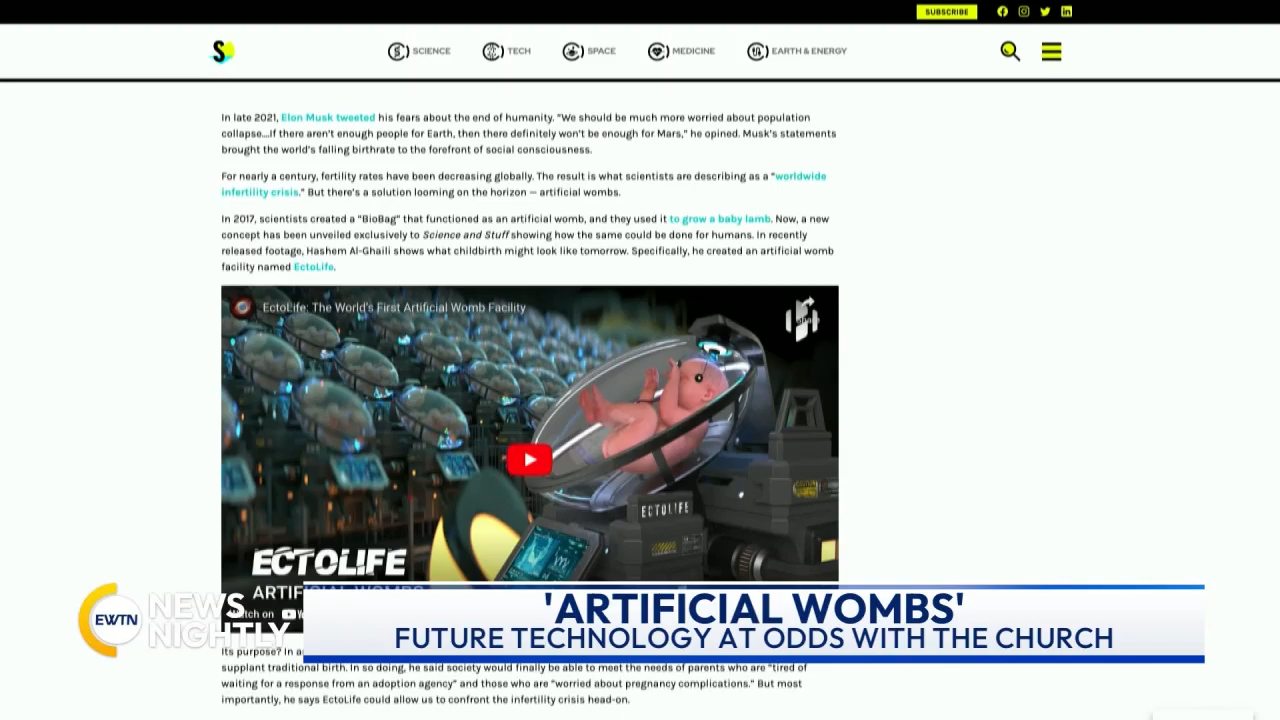 SUBSCRIBE
SCIENCE
TECH
SPACE
MEDICINE
EARTH & ENERGY
In late 2021, Elon Musk tweeted his fears about the end of humanity. "We should be much more worried about population
collapse....If there aren't enough people for Earth, then there definitely won't be enough for Mars," he opined. Musk's statements
brought the world's falling birthrate to the forefront of social consciousness.
For nearly a century, fertility rates have been decreasing globally. The result is what scientists are describing as a "worldwide
infertility crisis." But there's a solution looming on the horizon — artificial wombs.
In 2017, scientists created a "BioBag" that functioned as an artificial womb, and they used it to grow a baby lamb. Now, a new
concept has been unveiled exclusively to Science and Stuff showing how the same could be done for humans. In recently
released footage, Hashem Al-Ghaili shows what childbirth might look like tomorrow. Specifically, he created an artificial womb
facility named EctoLife.
EctoLife: The World's First Artificial Womb Facility
ECTOLIFE
ECTOLIFE
EWTN
NEWS
NIGHTLY
'ARTIFICIAL WOMBS'
FUTURE TECHNOLOGY AT ODDS WITH THE CHURCH
Its purpose? In
supplant traditional birth. In so doing, he said society would finally be able to meet the needs of parents who are "tired of
waiting for a response from an adoption agency" and those who are "worried about pregnancy complications." But most
importantly, he says EctoLife could allow us to confront the infertility crisis head-on.